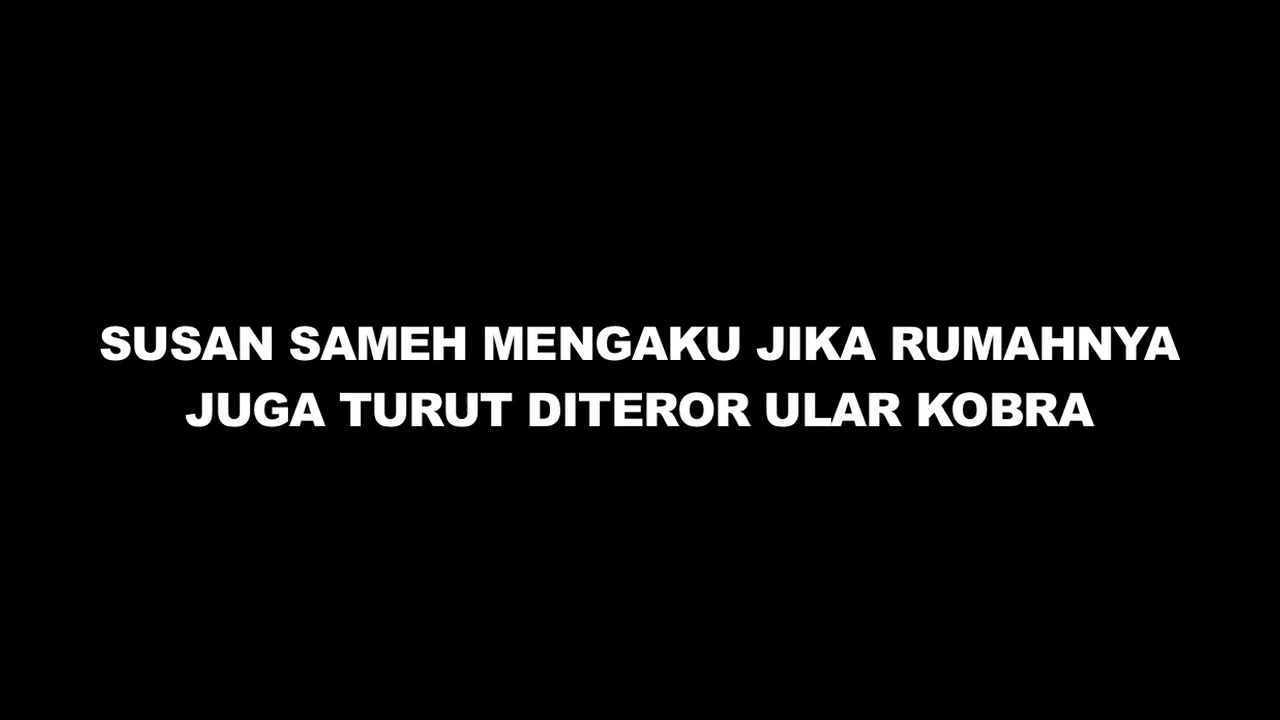 SUSAN SAMEH MENGAKU JIKA RUMAHNYA
JUGA TURUT DITEROR ULAR KOBRA